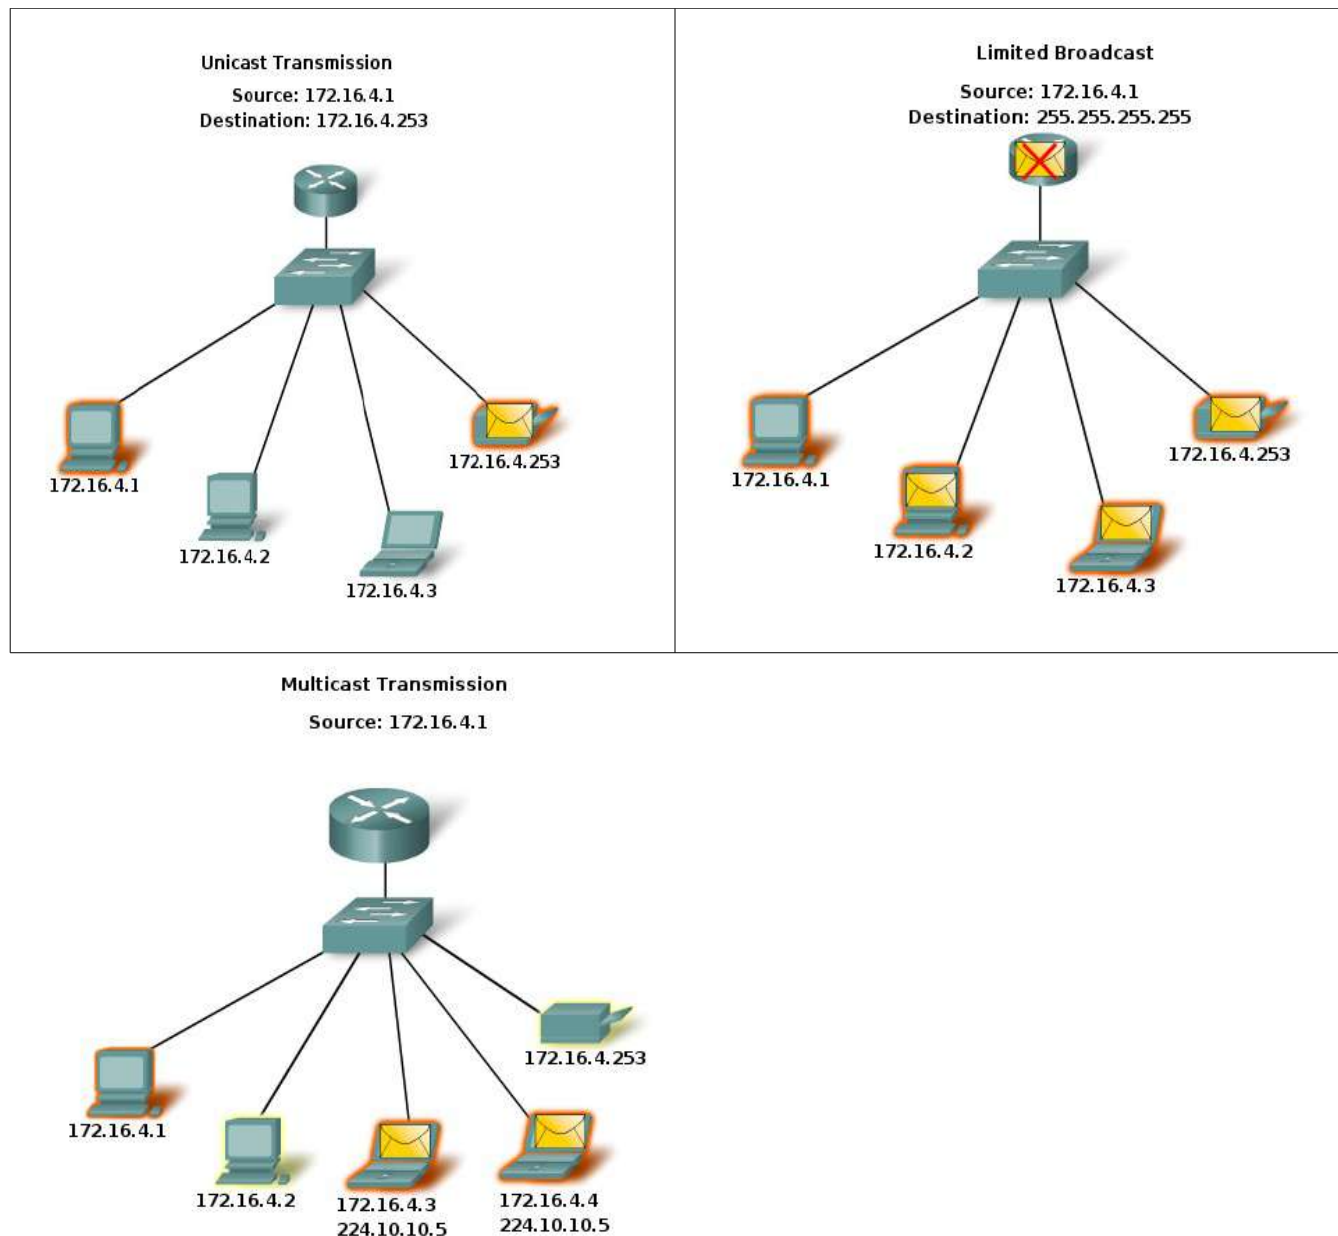 Unicast Transmission
Source: 172.16.4.1
Destination: 172.16.4.253
172.16.4.253
172.16.4.1
172.16.4.2
172.16.4.3
Limited Broadcast
Source: 172.16.4.1
Destination: 255.255.255.255
172.16.4.253
172.16.4.1
172.16.4.2
172.16.4.3
Multicast Transmission
Source: 172.16.4.1
172.16.4.253
172.16.4.1
172.16.4.2
172.16.4.3
224.10.10.5
172.16.4.4
224.10.10.5